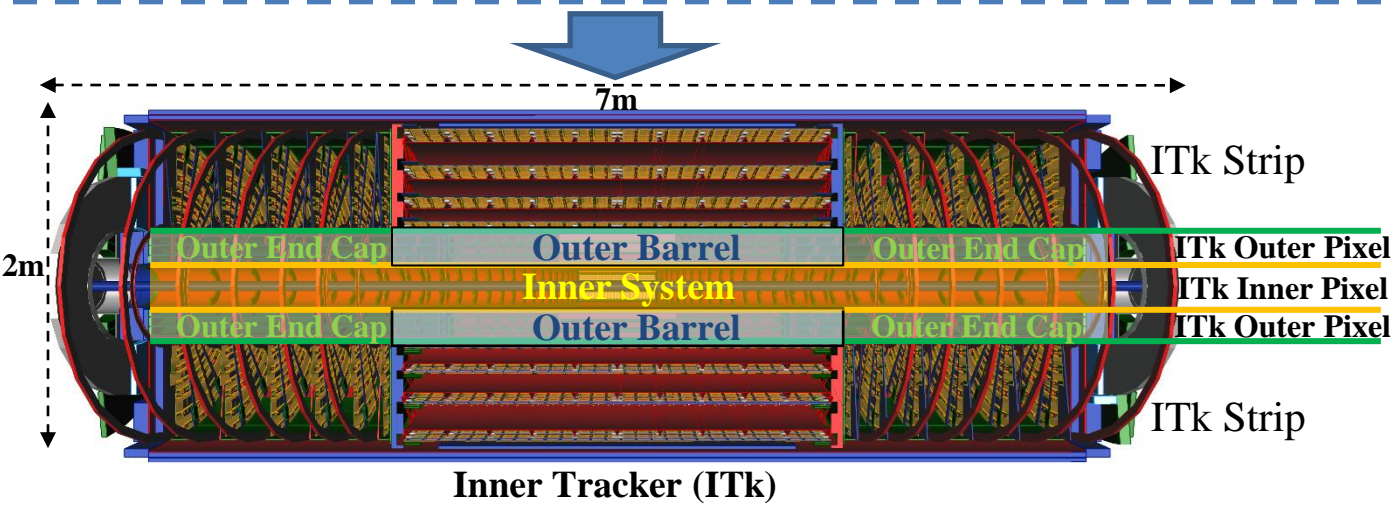 7m
ITk Strip
Outer End Cap Outer Barrel Outer End Cap ITk Outer Pixel
2m
Inner System ITk Inner Pixel
Outer End Cap Outer Barrel Outer End Cap ITk Outer Pixel
ITk Strip
Inner Tracker (ITk)